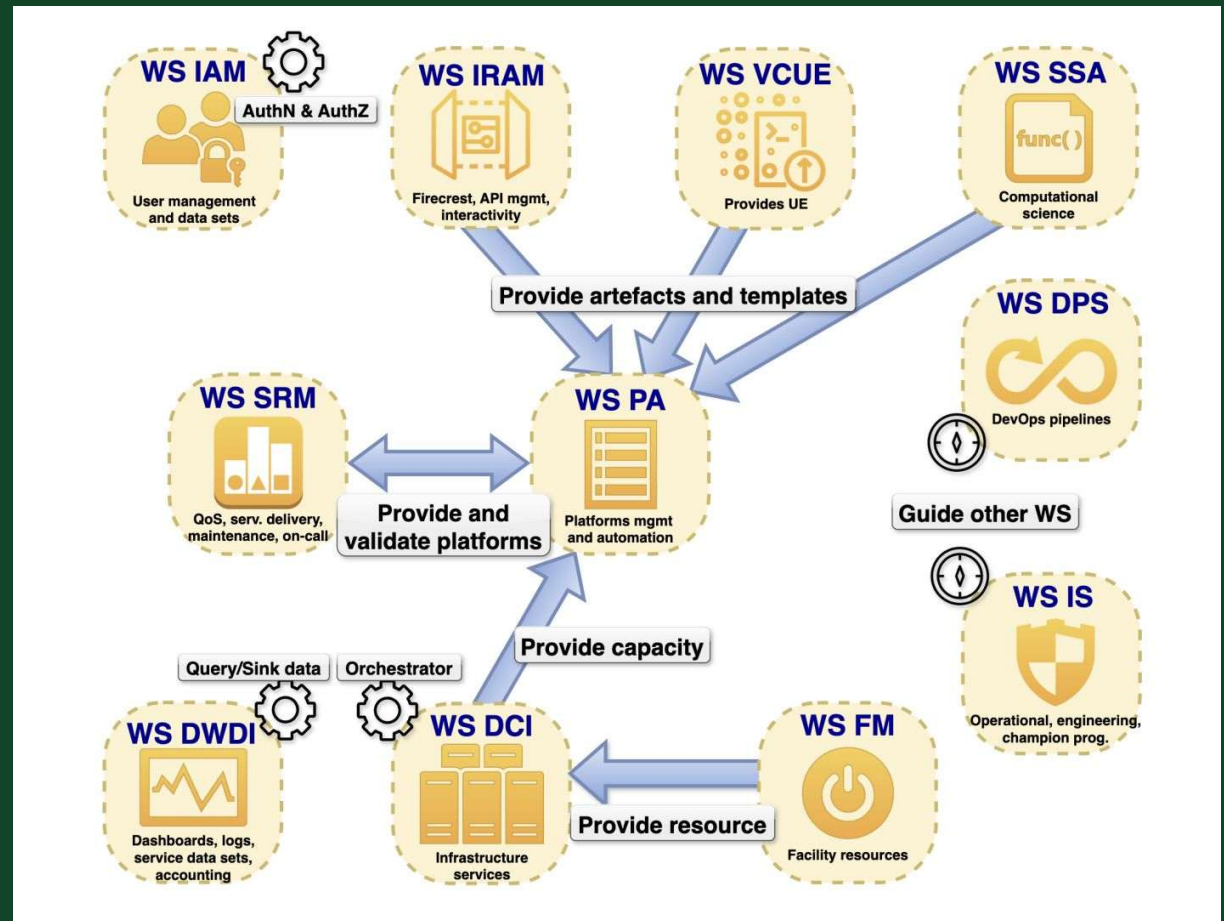 WS IAM
AuthN & AuthZ
User management
and data sets
WS IRAM
Firecrest, API mgmt,
interactivity
WS VCUE
>_
Provides UE
WS SSA
func()
Computational
science
Provide artefacts and templates
WS DPS
DevOps pipelines
WS SRM
QoS, serv. delivery,
maintenance, on-call
Provide and
validate platforms
WS PA
Platforms mgmt
and automation
Guide other WS
WS IS
Operational, engineering,
champion prog.
Provide capacity
Query/Sink data
Orchestrator
WS DWDI
Dashboards, logs,
service data sets,
accounting
WS DCI
Infrastructure
services
Provide resource
WS FM
Facility resources